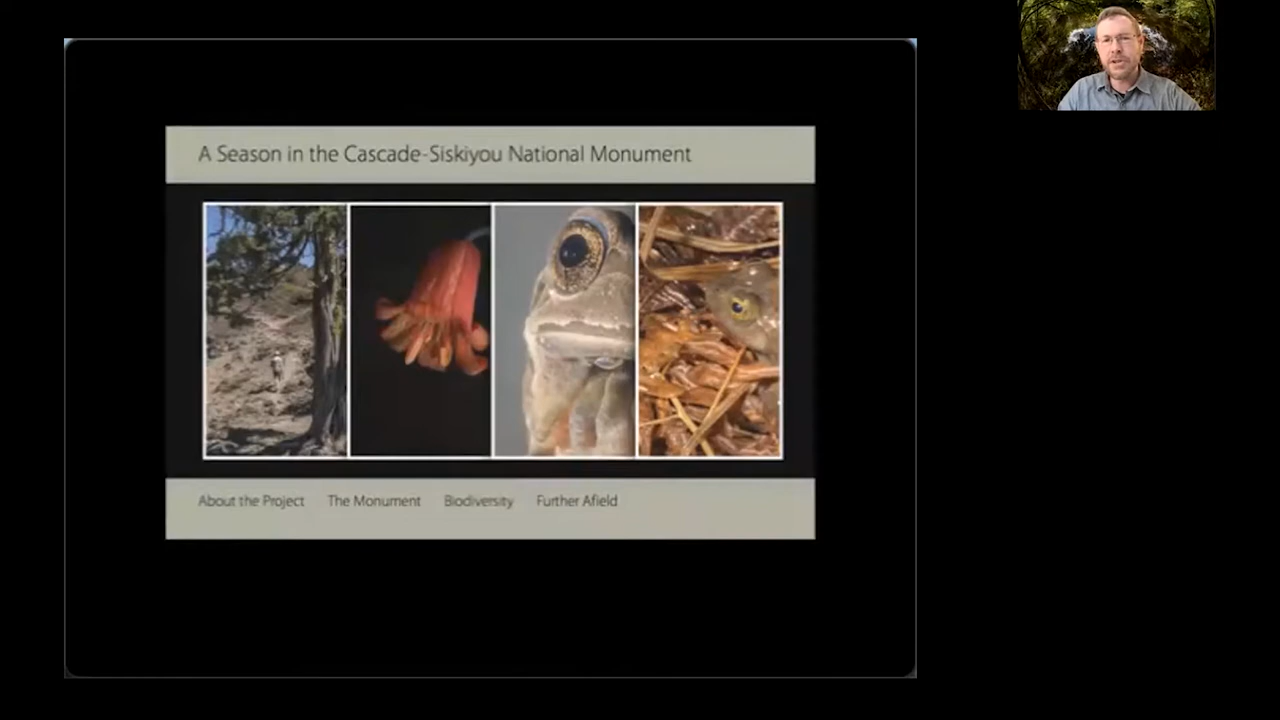 A Season in the Cascade-Siskiyou National Monument
About the Project The Monument Biodiversity Further Afield